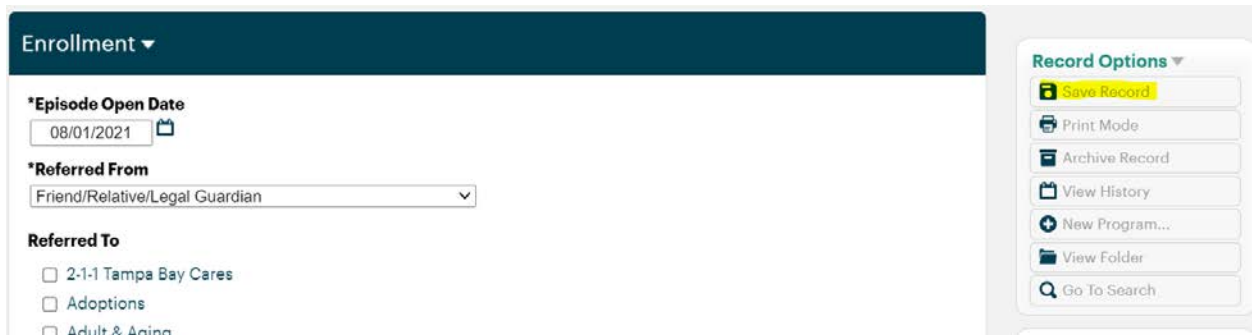 Enrollment
*Episode Open Date
08/01/2021
*Referred From
Friend/Relative/Legal Guardian
Referred To
2-1-1 Tampa Bay Cares
Adoptions
Adult & Aging
Record Options
Save Record
Print Mode
Archive Record
View History
New Program...
View Folder
Go To Search